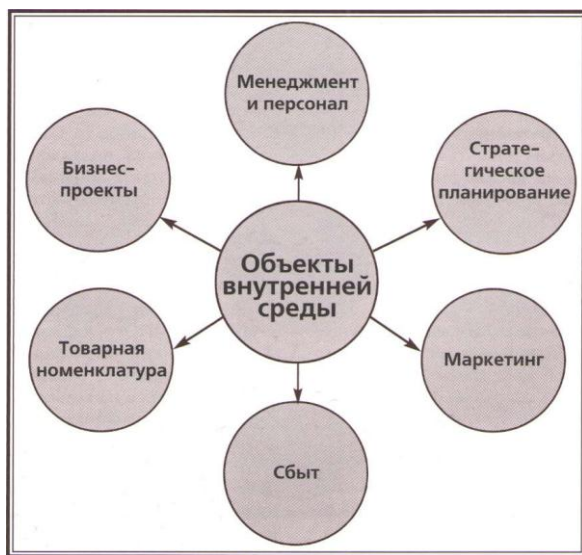 Менеджмент
и персонал
Бизнес-
проекты
Страте-
гическое
планирование
Объекты
внутренней
среды
Товарная
номенклатура
Маркетинг
Сбыт